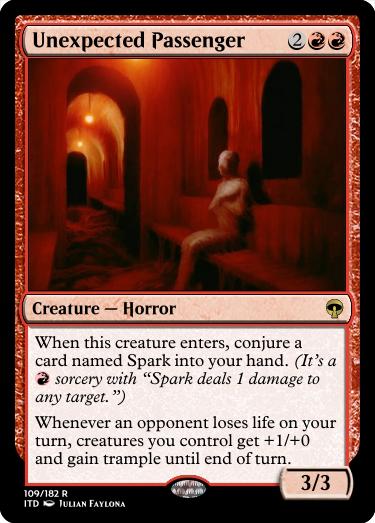 Unexpected Passenger 2
Creature — Horror
When this creature enters, conjure a
card named Spark into your hand. (It's a
sorcery with “Spark deals 1 damage to
any target.”)
Whenever an opponent loses life on your
turn, creatures you control get +1/+0
and gain trample until end of turn.
3/3
109/182 R
ITD Julian Faylona